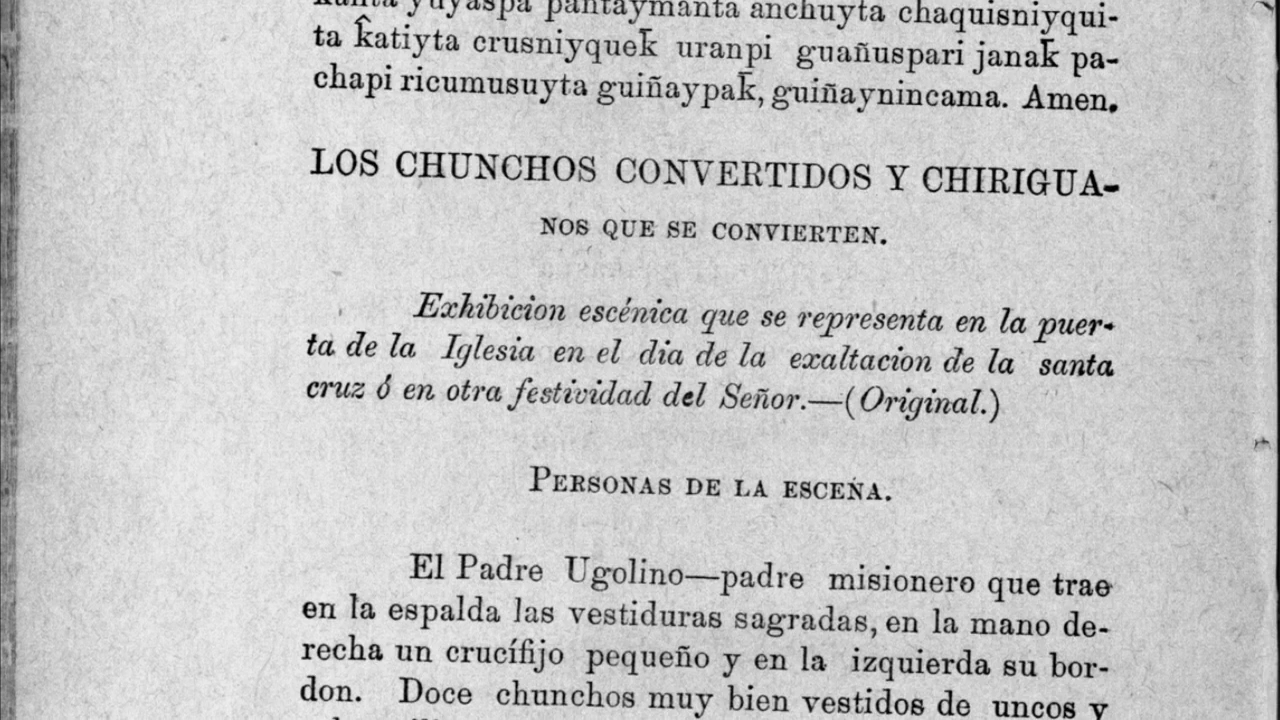 yuyaspa pantaymanta anchuyta chaquisniyqui-
ta k̂atiyta crusniyquek̄ uranpi guañuspari janak̄ pa-
chapi ricumusuyta guiñaypak̄, guiñaynincama. Amen.
LOS CHUNCHOS CONVERTIDOS Y CHIRIGUA-
NOS QUE SE CONVIERTEN.
Exhibicion escénica que se representa en la puer-
ta de la Iglesia en el dia de la exaltacion de la santa
cruz ó en otra festividad del Señor.—(Original.)
PERSONAS DE LA ESCENA.
El Padre Ugolino—padre misionero que trae
en la espalda las vestiduras sagradas, en la mano de-
recha un crucífijo pequeño y en la izquierda su bor-
don. Doce chunchos muy bien vestidos de uncos y